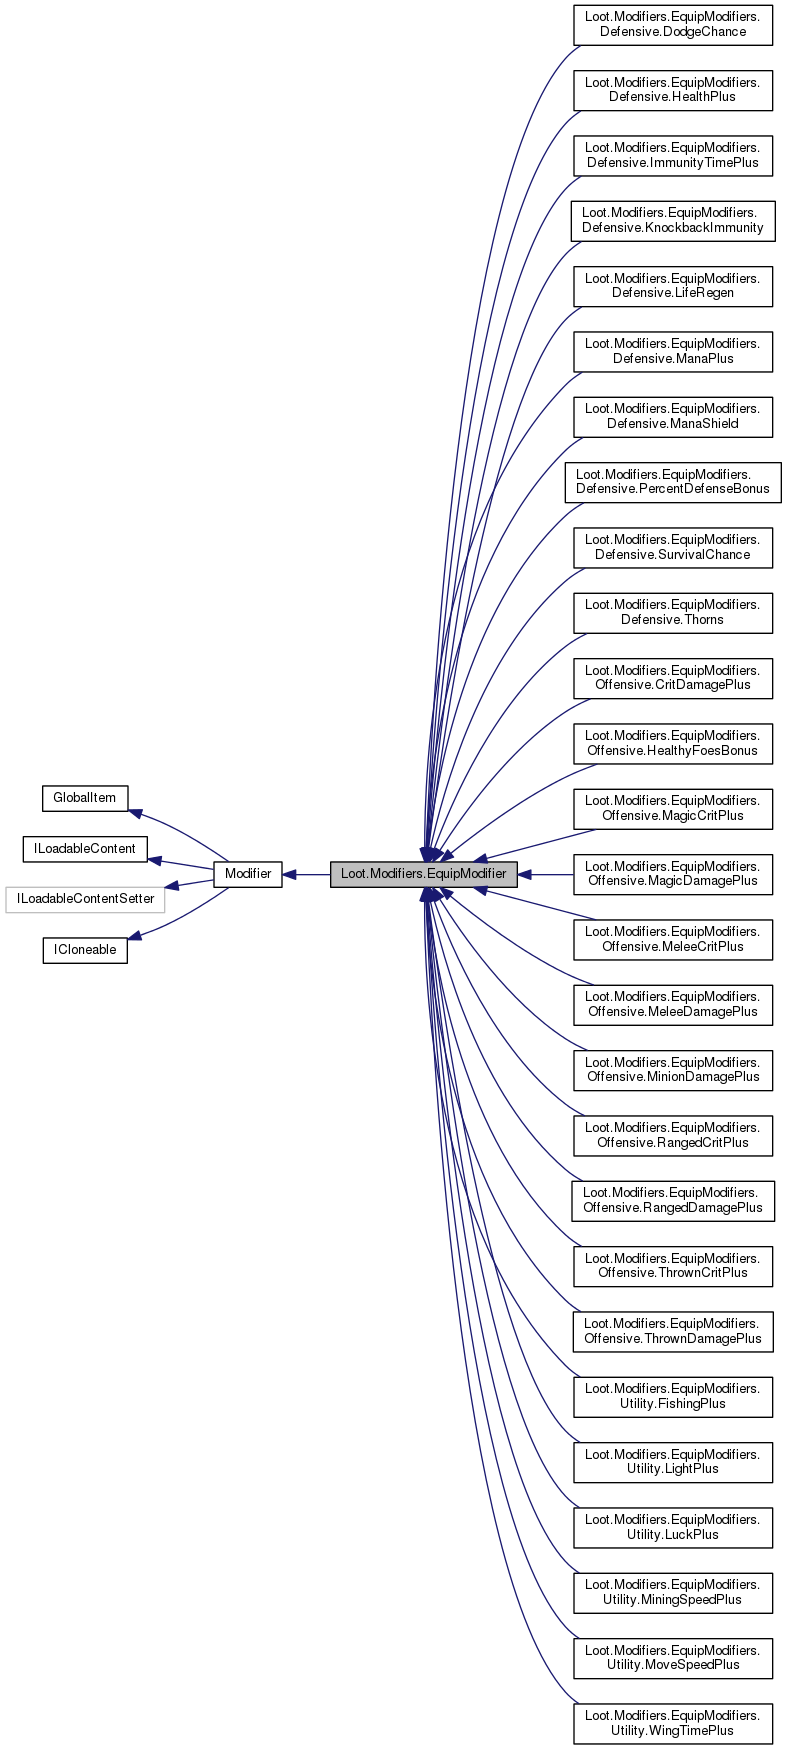 Loot.Modifiers.EquipModifiers.
Defensive.DodgeChance
Loot.Modifiers.EquipModifiers.
Defensive.HealthPlus
Loot.Modifiers.EquipModifiers.
Defensive.ImmunityTimePlus
Loot.Modifiers.EquipModifiers.
Defensive.KnockbackImmunity
Loot.Modifiers.EquipModifiers.
Defensive.LifeRegen
Loot.Modifiers.EquipModifiers.
Defensive.ManaPlus
Loot.Modifiers.EquipModifiers.
Defensive.ManaShield
Loot.Modifiers.EquipModifiers.
Defensive.PercentDefenseBonus
Loot.Modifiers.EquipModifiers.
Defensive.SurvivalChance
Loot.Modifiers.EquipModifiers.
Defensive.Thorns
Loot.Modifiers.EquipModifiers.
Offensive.CritDamagePlus
Loot.Modifiers.EquipModifiers.
Offensive.HealthyFoesBonus
GlobalItem
ILoadableContent
ILoadableContentSetter
ICloneable
Modifier
Loot.Modifiers.EquipModifier
Loot.Modifiers.EquipModifiers.
Offensive.MagicCritPlus
Loot.Modifiers.EquipModifiers.
Offensive.MagicDamagePlus
Loot.Modifiers.EquipModifiers.
Offensive.MeleeCritPlus
Loot.Modifiers.EquipModifiers.
Offensive.MeleeDamagePlus
Loot.Modifiers.EquipModifiers.
Offensive.MinionDamagePlus
Loot.Modifiers.EquipModifiers.
Offensive.RangedCritPlus
Loot.Modifiers.EquipModifiers.
Offensive.RangedDamagePlus
Loot.Modifiers.EquipModifiers.
Offensive.ThrownCritPlus
Loot.Modifiers.EquipModifiers.
Offensive.ThrownDamagePlus
Loot.Modifiers.EquipModifiers.
Utility.FishingPlus
Loot.Modifiers.EquipModifiers.
Utility.LightPlus
Loot.Modifiers.EquipModifiers.
Utility.LuckPlus
Loot.Modifiers.EquipModifiers.
Utility.MiningSpeedPlus
Loot.Modifiers.EquipModifiers.
Utility.MoveSpeedPlus
Loot.Modifiers.EquipModifiers.
Utility.WingTimePlus